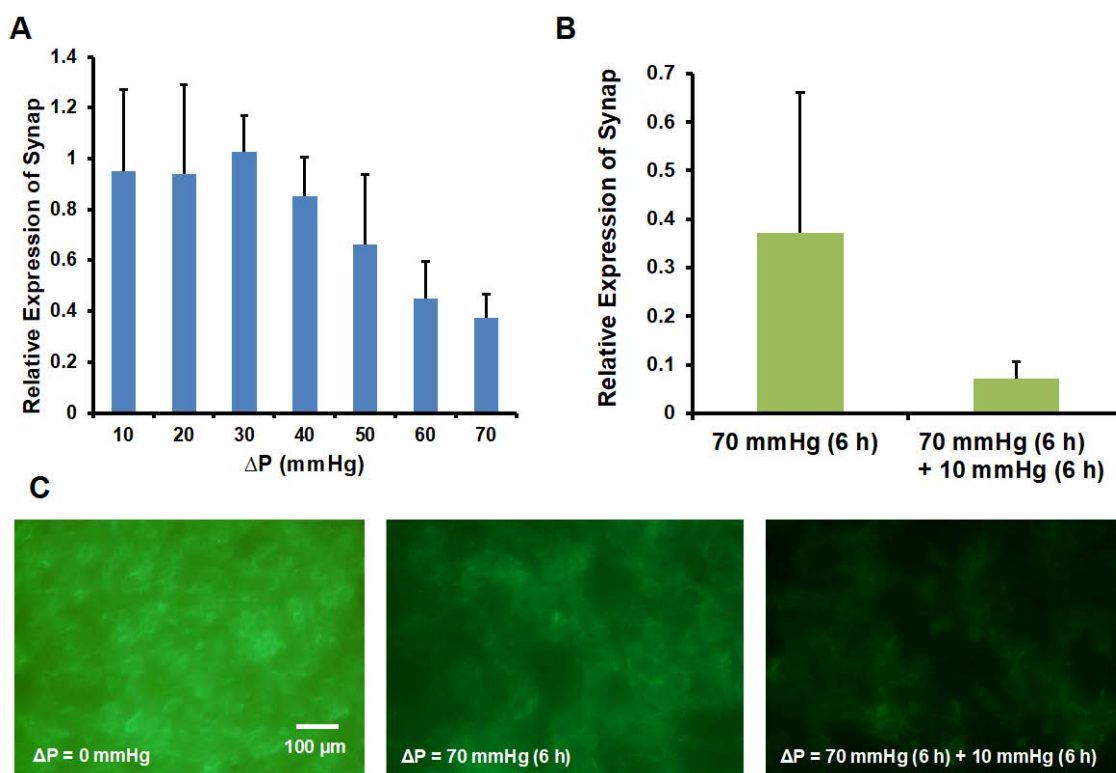 A
Relative Expression of Synap
1.4
1.2
1
0.8
0.6
0.4
0.2
0
10 20 30 40 50 60 70
ΔP (mmHg)
B
Relative Expression of Synap
0.7
0.6
0.5
0.4
0.3
0.2
0.1
0
70 mmHg (6 h)
70 mmHg (6 h)
+ 10 mmHg (6 h)
C
100 µm
ΔP = 0 mmHg
ΔP = 70 mmHg (6 h)
ΔP = 70 mmHg (6 h) + 10 mmHg (6 h)